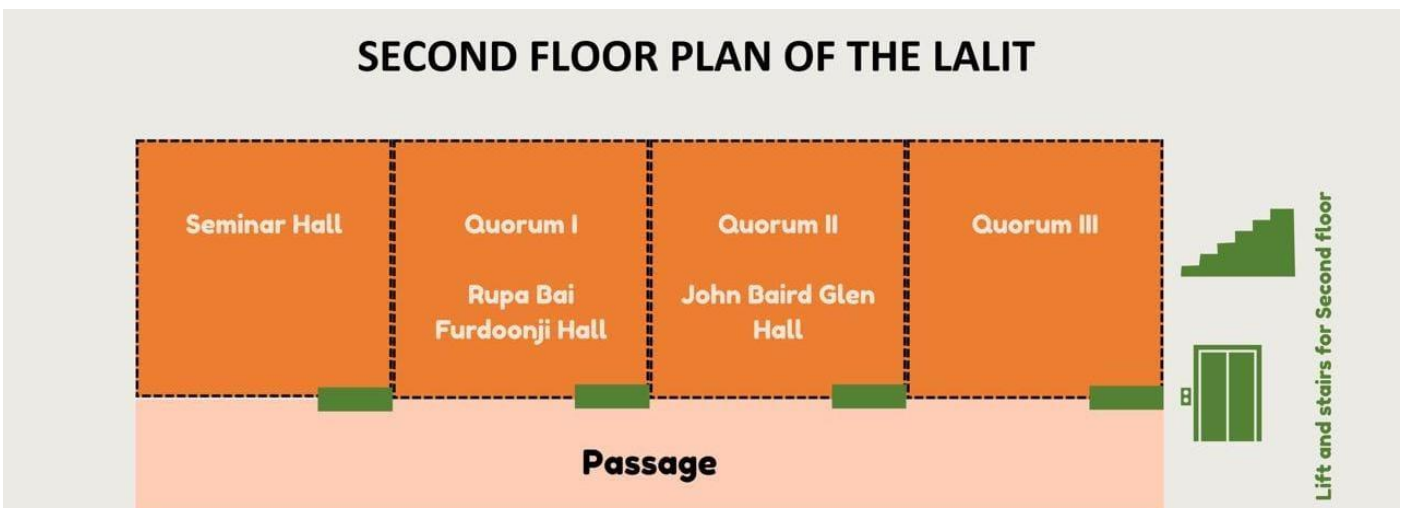 SECOND FLOOR PLAN OF THE LALIT
Seminar Hall
Quorum I
Rupa Bai
Furdoonji Hall
Quorum II
John Baird Glen
Hall
Quorum III
Lift and stairs for Second floor
Passage